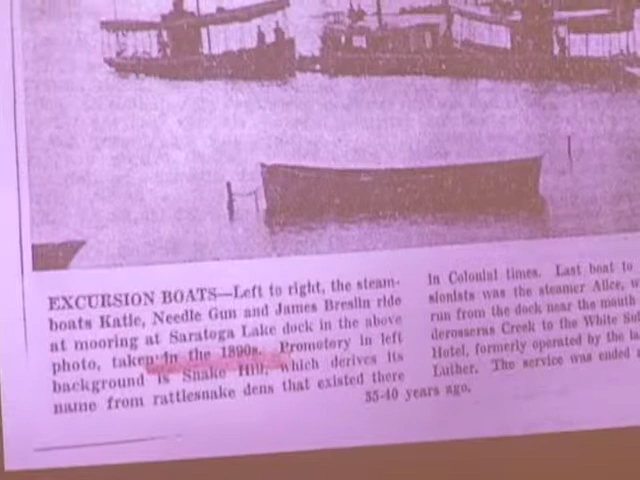 EXCURSION BOATS—Left to right, the steam-
boats Katie, Needle Gun and James Breslin ride
at mooring at Saratoga Lake dock in the above
photo, taken in the 1890s. Promotory in left
background is Snake Hill, which derives its
name from rattlesnake dens that existed there
in Colonial times. Last boat to
sionists was the steamer Alice, w
run from the dock near the mouth
derosseras Creek to the White Sul
Hotel, formerly operated by the la
Luther. The service was ended
35-40 years ago.